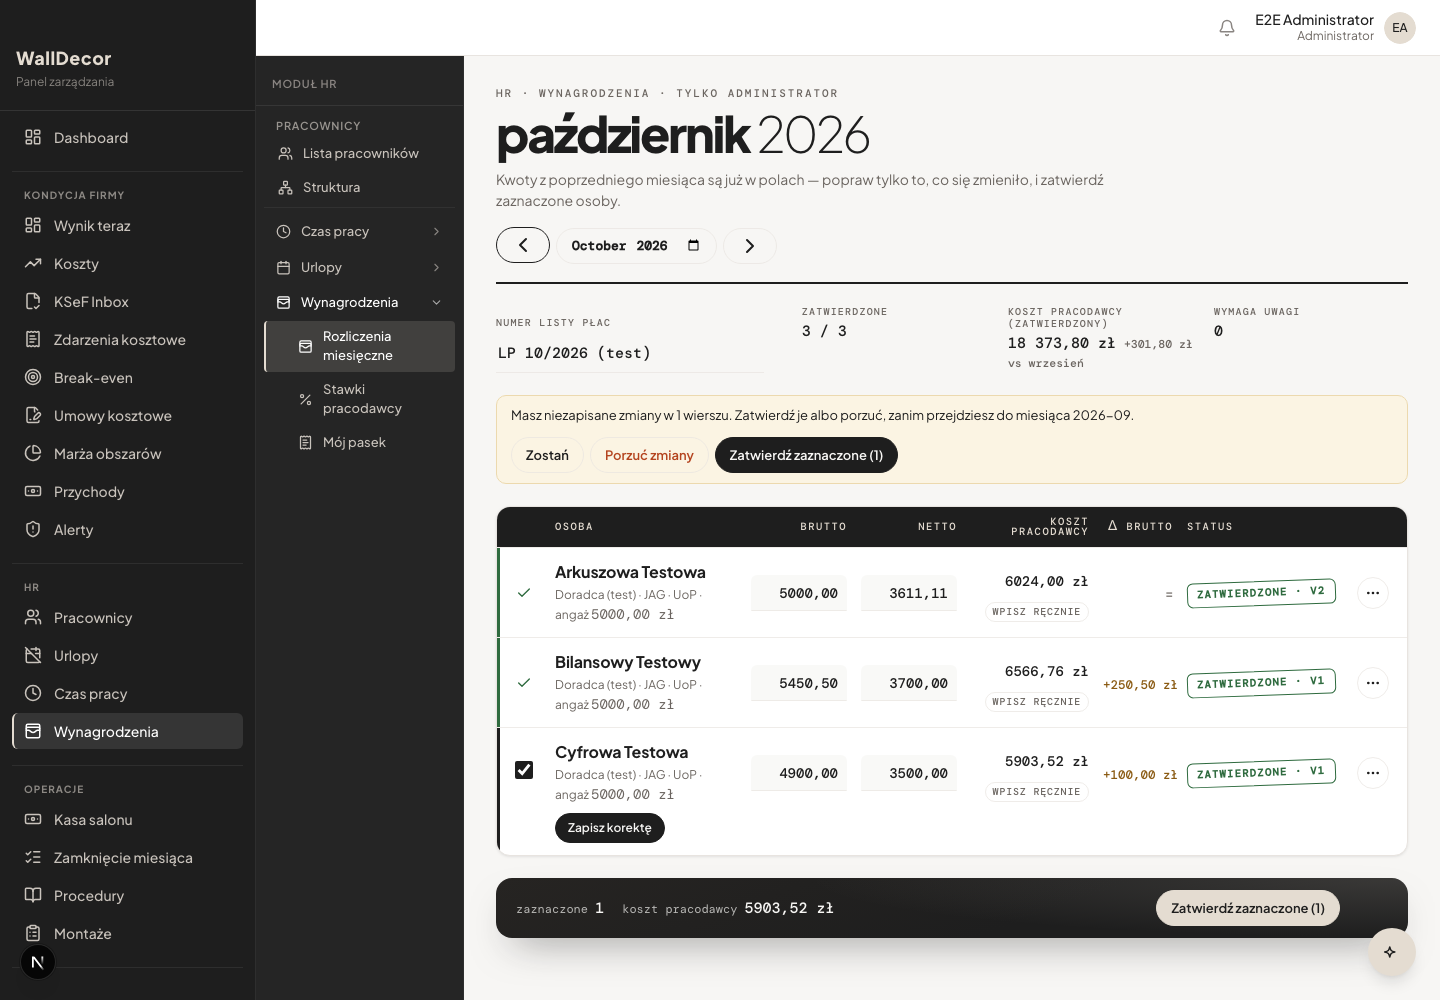 WallDecor
Panel zarządzania
Dashboard
KONDYCJA FIRMY
Wynik teraz
Koszty
KSeF Inbox
Zdarzenia kosztowe
Break-even
Umowy kosztowe
Marża obszarów
Przychody
Alerty
HR
Pracownicy
Urlopy
Czas pracy
Wynagrodzenia
OPERACJE
Kasa salonu
Zamknięcie miesiąca
Procedury
Montaże
N
MODUŁ HR
PRACOWNICY
Lista pracowników
Struktura
Czas pracy
Urlopy
Wynagrodzenia
Rozliczenia
miesięczne
Stawki
pracodawcy
Mój pasek
E2E Administrator
Administrator
EA
HR · WYNAGRODZENIA · TYLKO ADMINISTRATOR
październik 2026
Kwoty z poprzedniego miesiąca są już w polach — popraw tylko to, co się zmieniło, i zatwierdź
zaznaczone osoby.
October 2026
NUMER LISTY PŁAC
LP 10/2026 (test)
ZATWIERDZONE
3 / 3
KOSZT PRACODAWCY
(ZATWIERDZONY)
18 373,80 zł +301,80 zł
vs wrzesień
WYMAGA UWAGI
0
Masz niezapisane zmiany w 1 wierszu. Zatwierdź je albo porzuć, zanim przejdziesz do miesiąca 2026-09.
Zostań
Porzuć zmiany
Zatwierdź zaznaczone (1)
OSOBA BRUTTO NETTO KOSZT PRACODAWCY Δ BRUTTO STATUS
Arkuszowa Testowa
Doradca (test) · JAG · UoP ·
angaż 5000,00 zł
5000,00
3611,11
6024,00 zł
WPISZ RĘCZNIE
=
ZATWIERDZONE · V2
Bilansowy Testowy
Doradca (test) · JAG · UoP ·
angaż 5000,00 zł
5450,50
3700,00
6566,76 zł
WPISZ RĘCZNIE
+250,50 zł
ZATWIERDZONE · V1
Cyfrowa Testowa
Doradca (test) · JAG · UoP ·
angaż 5000,00 zł
Zapisz korektę
4900,00
3500,00
5903,52 zł
WPISZ RĘCZNIE
+100,00 zł
ZATWIERDZONE · V1
zaznaczone 1 koszt pracodawcy 5903,52 zł
Zatwierdź zaznaczone (1)